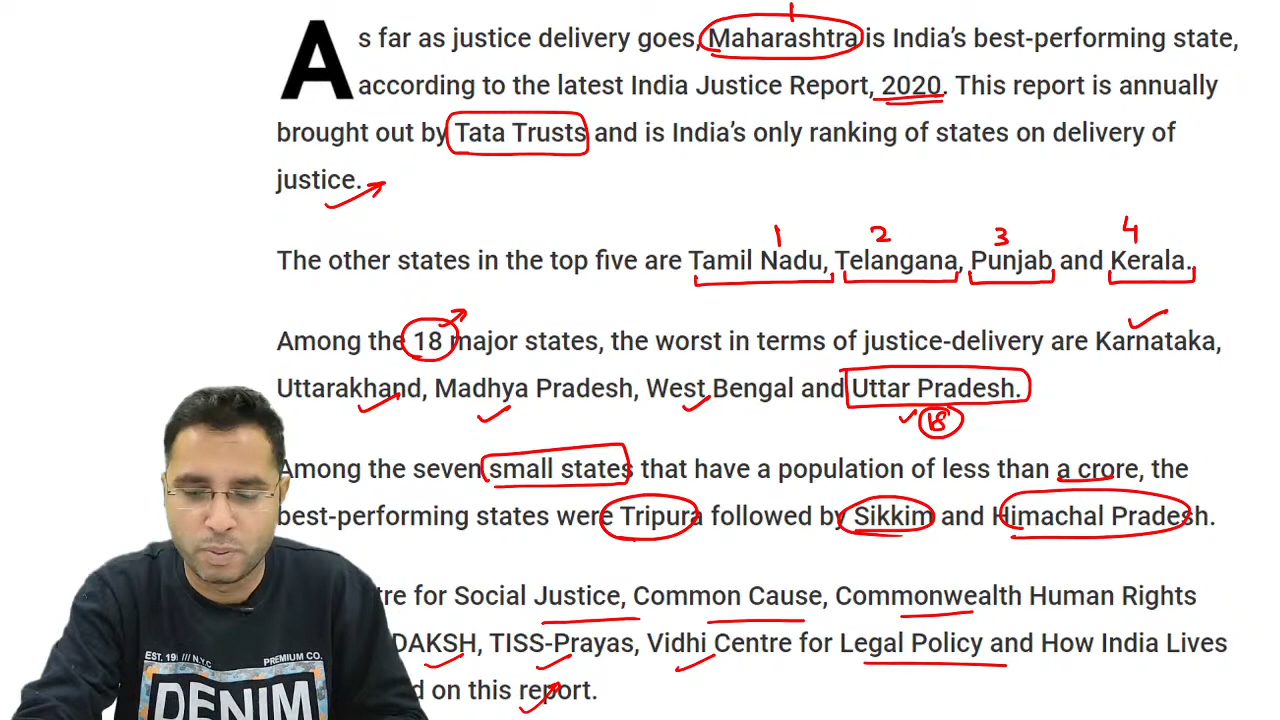 1
As far as justice delivery goes, Maharashtra is India's best-performing state,
according to the latest India Justice Report, 2020. This report is annually
brought out by Tata Trusts and is India's only ranking of states on delivery of
justice.
1 2 3 4
The other states in the top five are Tamil Nadu, Telangana, Punjab and Kerala.
Among the 18 major states, the worst in terms of justice-delivery are Karnataka,
Uttarakhand, Madhya Pradesh, West Bengal and Uttar Pradesh.
18
Among the seven small states that have a population of less than a crore, the
best-performing states were Tripura followed by Sikkim and Himachal Pradesh.
tre for Social Justice, Common Cause, Commonwealth Human Rights
DAKSH, TISS-Prayas, Vidhi Centre for Legal Policy and How India Lives
d on this report.
EST. 19 /// N.Y.C PREMIUM CO.
DENIM